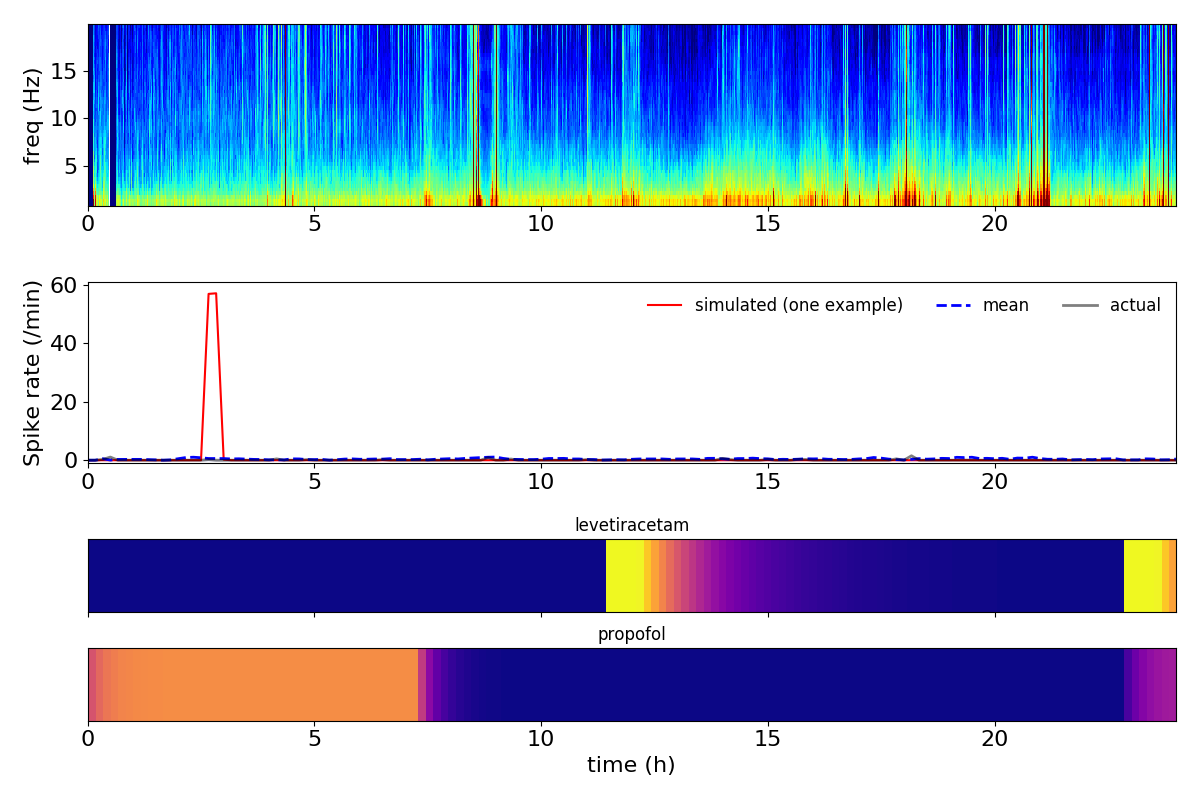 freq (Hz)
15
10
5
0 5 10 15 20
Spike rate (/min)
60
40
20
0
simulated (one example) mean actual
0 5 10 15 20
levetiracetam
propofol
0 5 10 15 20
time (h)